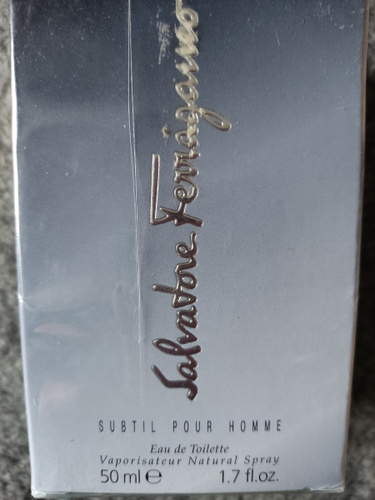 Salvatore Ferragamo
SUBTIL POUR HOMME
Eau de Toilette
Vaporisateur Natural Spray
50 ml ℮ 1.7 fl.oz.